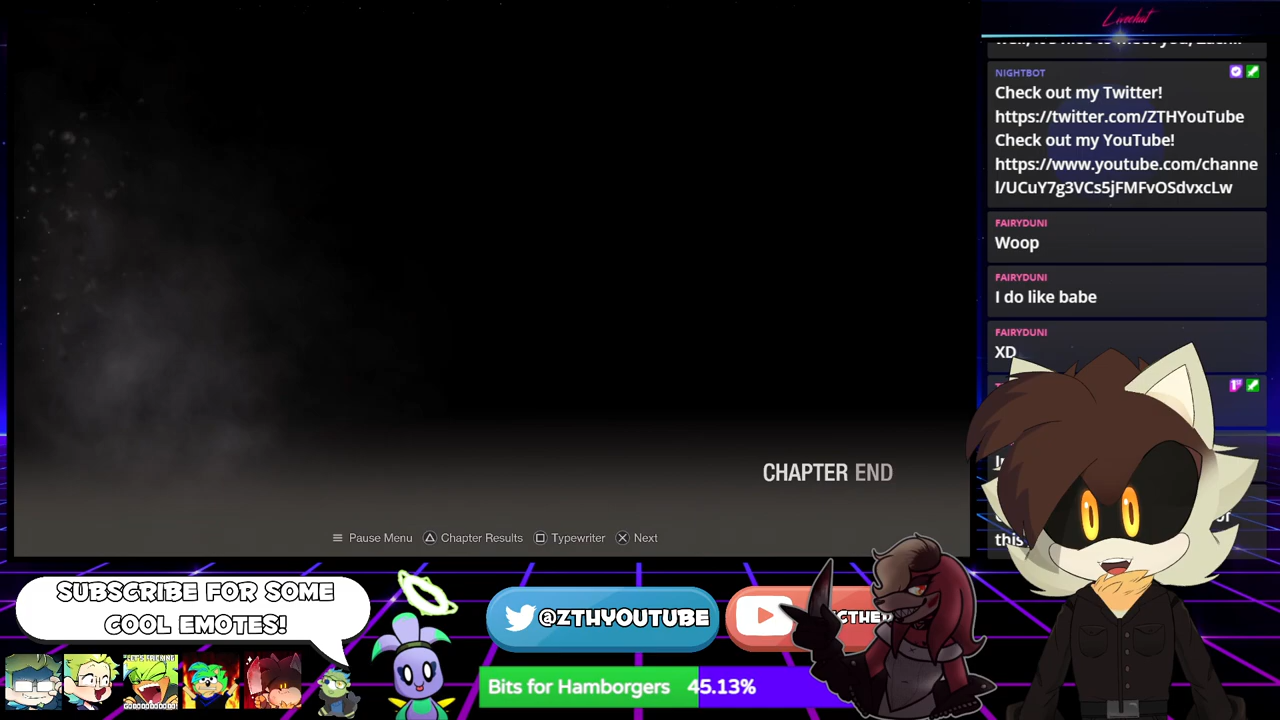 Livechat
NIGHTBOT
Check out my Twitter!
https://twitter.com/ZTHYouTube
Check out my YouTube!
https://www.youtube.com/channe
l/UCuY7g3VCs5jFMFvOSdvxcLw
FAIRYDUNI
Woop
FAIRYDUNI
I do like babe
FAIRYDUNI
XD
this
CHAPTER END
Pause Menu Chapter Results Typewriter Next
SUBSCRIBE FOR SOME
COOL EMOTES!
@ZTHYOUTUBE
Bits for Hamborgers 45.13%